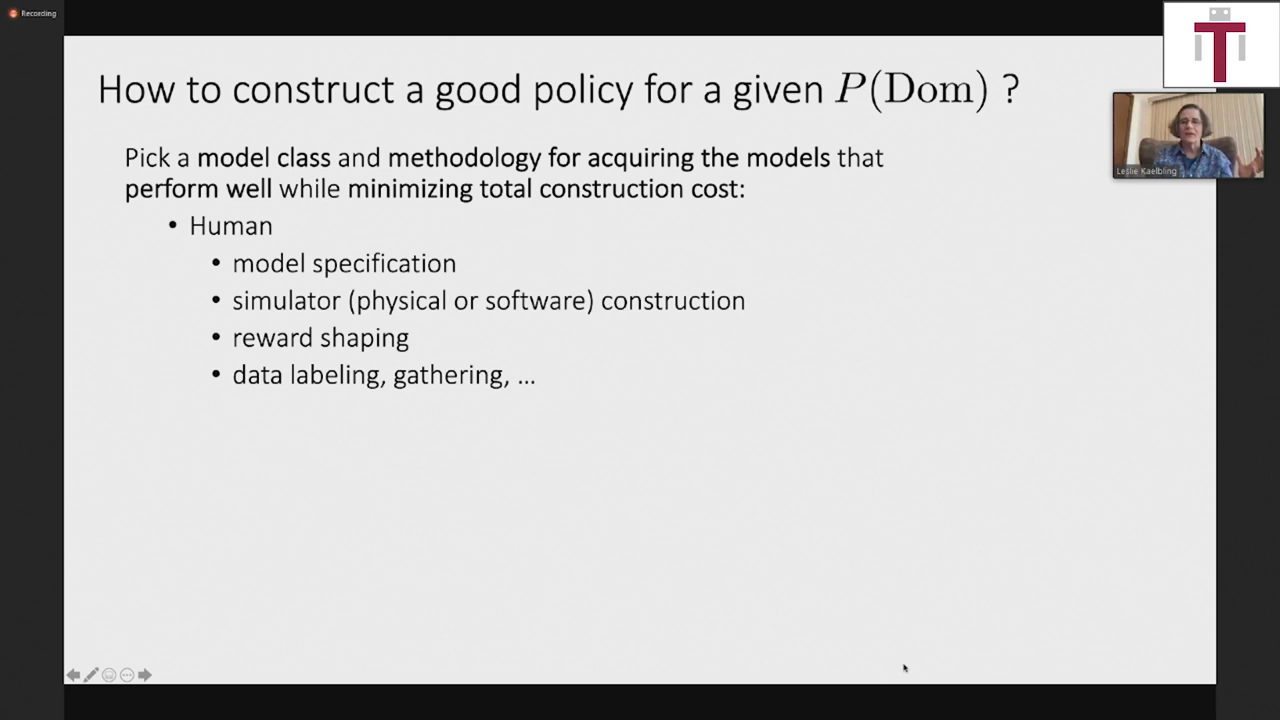 Recording
How to construct a good policy for a given P(Dom) ?
Pick a model class and methodology for acquiring the models that
perform well while minimizing total construction cost:
• Human
• model specification
• simulator (physical or software) construction
• reward shaping
• data labeling, gathering, ...
T
Leslie Kaelbling